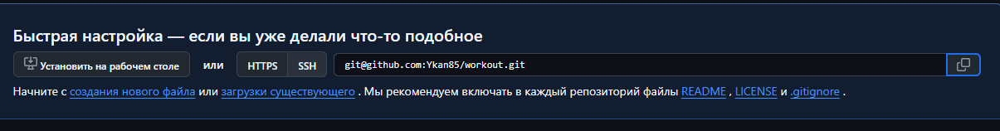 Быстрая настройка — если вы уже делали что-то подобное
Установить на рабочем столе или HTTPS SSH git@github.com:Ykan85/workout.git
Начните с создания нового файла или загрузки существующего . Мы рекомендуем включать в каждый репозиторий файлы README , LICENSE и .gitignore .